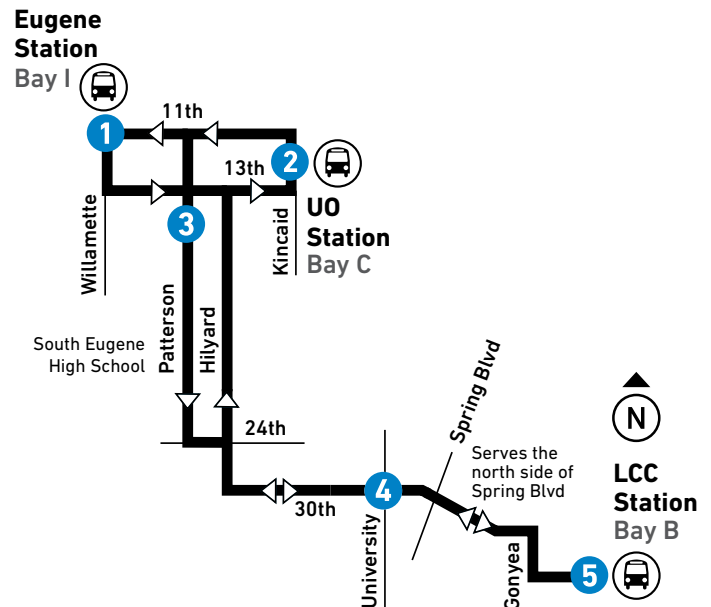 Eugene
Station
Bay I
11th
1
13th
2
UO
Station
Bay C
3
Willamette
Kincaid
Patterson
Hilyard
South Eugene
High School
24th
Spring Blvd
N
Serves the
north side of
Spring Blvd
LCC
Station
Bay B
4
30th
University
Gonyea
5